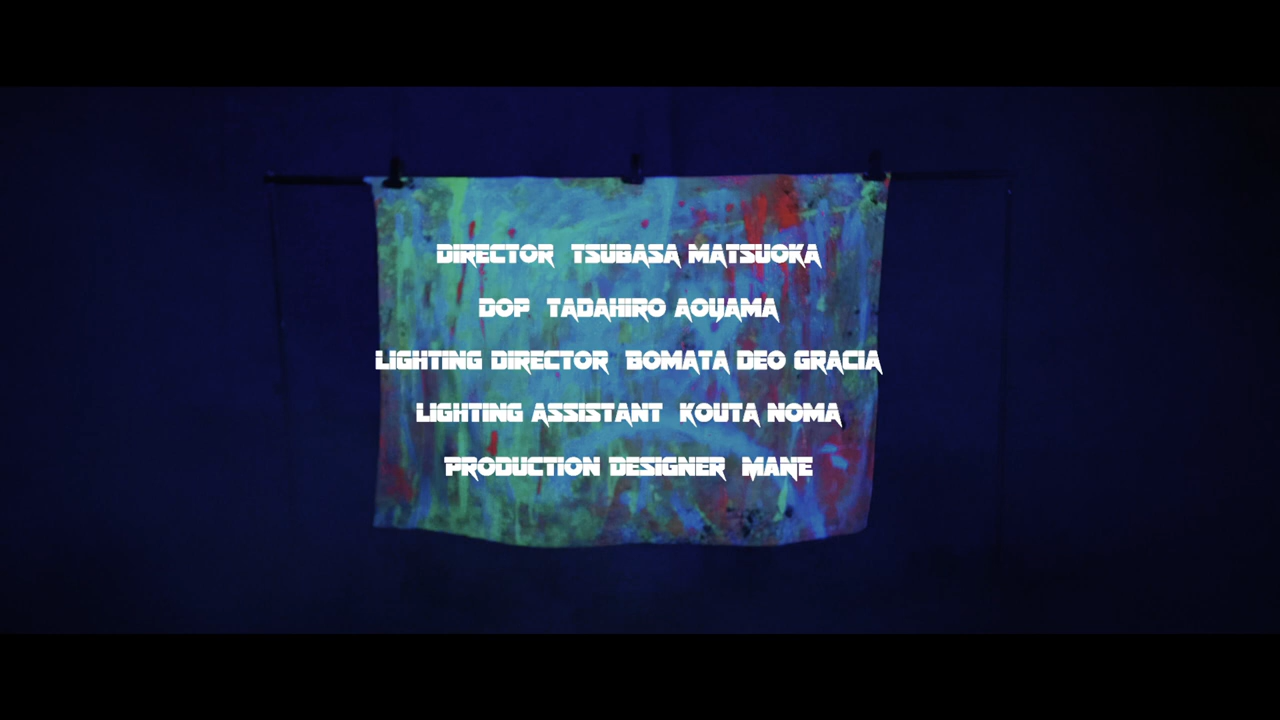 DIRECTOR TSUBASA MATSUOKA
DOP TADAHIRO AOYAMA
LIGHTING DIRECTOR BOMATA DEO GRACIA
LIGHTING ASSISTANT KOUTA NOMA
PRODUCTION DESIGNER MANE